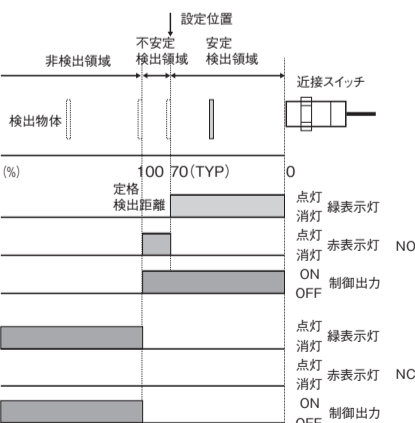 設定位置
不安定 安定
非検出領域 検出領域 検出領域
近接スイッチ
検出物体
(%) 100 70(TYP) 0
定格
検出距離
点灯
消灯 緑表示灯
点灯
消灯 赤表示灯 NO
ON
OFF 制御出力
点灯
消灯 緑表示灯
点灯
消灯 赤表示灯 NC
ON
OFF 制御出力